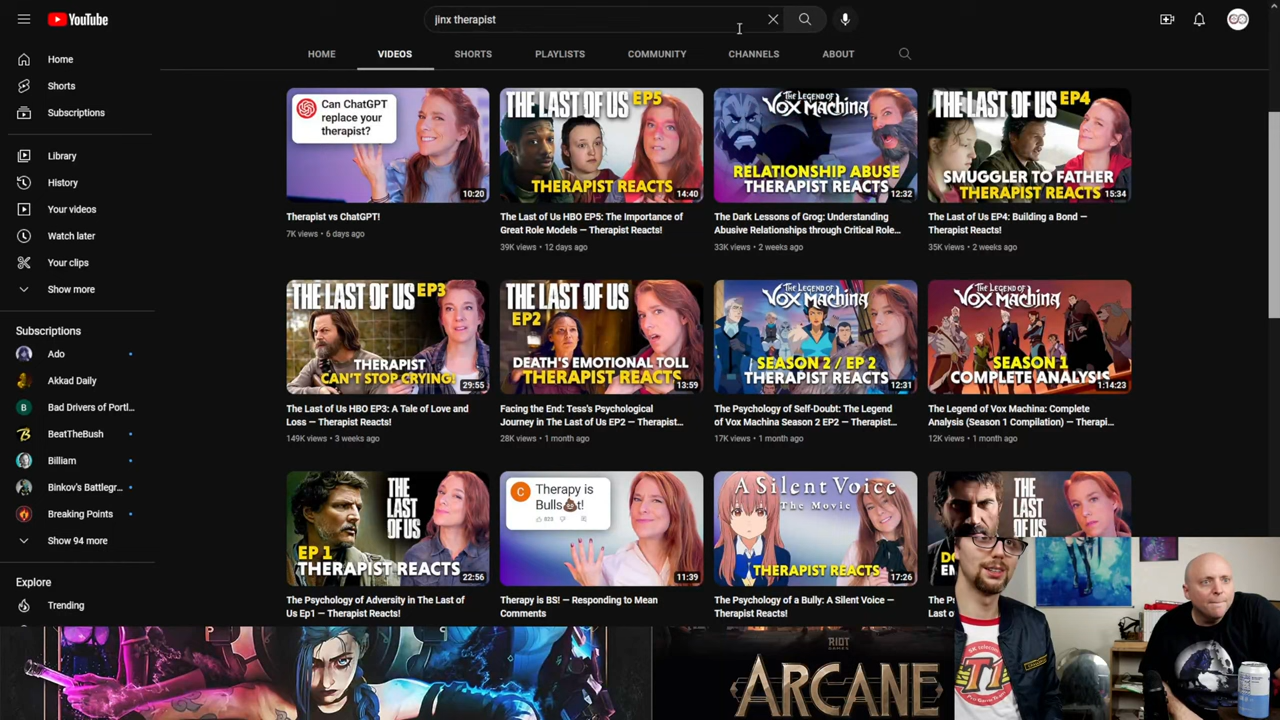 YouTube
jinx therapist
HOME
VIDEOS
SHORTS
PLAYLISTS
COMMUNITY
CHANNELS
ABOUT
Home
Shorts
Subscriptions
Library
History
Your videos
Watch later
Your clips
Show more
Subscriptions
Ado
Akkad Daily
Bad Drivers of Portl...
BeatTheBush
Billiam
Binkov's Battlegr...
Breaking Points
Show 94 more
Explore
Trending
Can ChatGPT
replace your
therapist?
10:20
Therapist vs ChatGPT!
7K views • 6 days ago
THE LAST OF US EP5
THERAPIST REACTS
14:40
The Last of Us HBO EP5: The Importance of
Great Role Models — Therapist Reacts!
39K views • 12 days ago
THE LEGEND OF
VOX MACHINA
RELATIONSHIP ABUSE
THERAPIST REACTS
12:32
The Dark Lessons of Grog: Understanding
Abusive Relationships through Critical Role...
33K views • 2 weeks ago
THE LAST OF US EP4
SMUGGLER TO FATHER
THERAPIST REACTS
15:34
The Last of Us EP4: Building a Bond —
Therapist Reacts!
35K views • 2 weeks ago
THE LAST OF US EP3
THERAPIST
CAN'T STOP CRYING!
29:55
The Last of Us HBO EP3: A Tale of Love and
Loss — Therapist Reacts!
149K views • 3 weeks ago
THE LAST OF US
EP2
DEATH'S EMOTIONAL TOLL
THERAPIST REACTS
13:59
Facing the End: Tess's Psychological
Journey in The Last of Us EP2 — Therapist...
28K views • 1 month ago
THE LEGEND OF
VOX MACHINA
SEASON 2 / EP 2
THERAPIST REACTS
12:31
The Psychology of Self-Doubt: The Legend
of Vox Machina Season 2 EP2 — Therapist...
17K views • 1 month ago
THE LEGEND OF
VOX MACHINA
SEASON 1
COMPLETE ANALYSIS
1:14:23
The Legend of Vox Machina: Complete
Analysis (Season 1 Compilation) — Therapi...
12K views • 1 month ago
THE
LAST
OF US
EP 1
THERAPIST REACTS
22:56
The Psychology of Adversity in The Last of
Us Ep1 — Therapist Reacts!
C
Therapy is
Bulls💩t!
823
11:39
Therapy is BS! — Responding to Mean
Comments
A Silent Voice
The Movie
THERAPIST REACTS
17:26
The Psychology of a Bully: A Silent Voice —
Therapist Reacts!
THE
LAST
OF US
RIOT
GAMES
ARCANE
T1